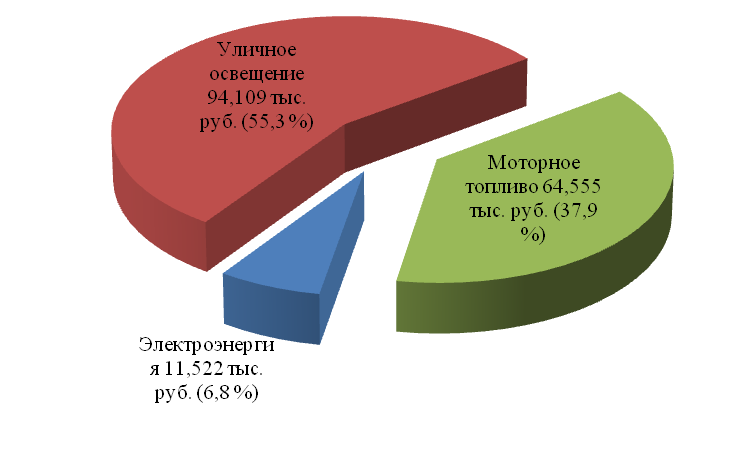 Уличное
освещение
94,109 тыс.
руб. (55,3 %)
Моторное
топливо 64,555
тыс. руб. (37,9
%)
Электроэнерги
я 11,522 тыс.
руб. (6,8 %)